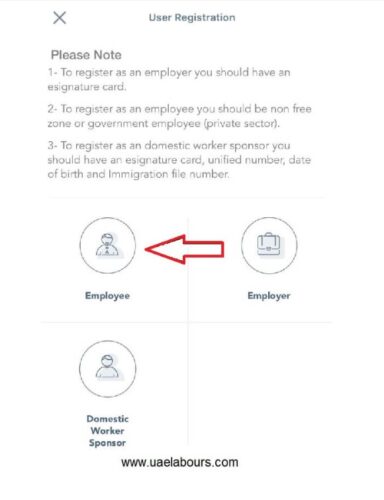 User Registration
Please Note
1- To register as an employer you should have an
esignature card.
2- To register as an employee you should be non free
zone or government employee (private sector).
3- To register as an domestic worker sponsor you
should have an esignature card, unified number, date
of birth and Immigration file number.
Employee
Employer
Domestic
Worker
Sponsor
www.uaelabours.com